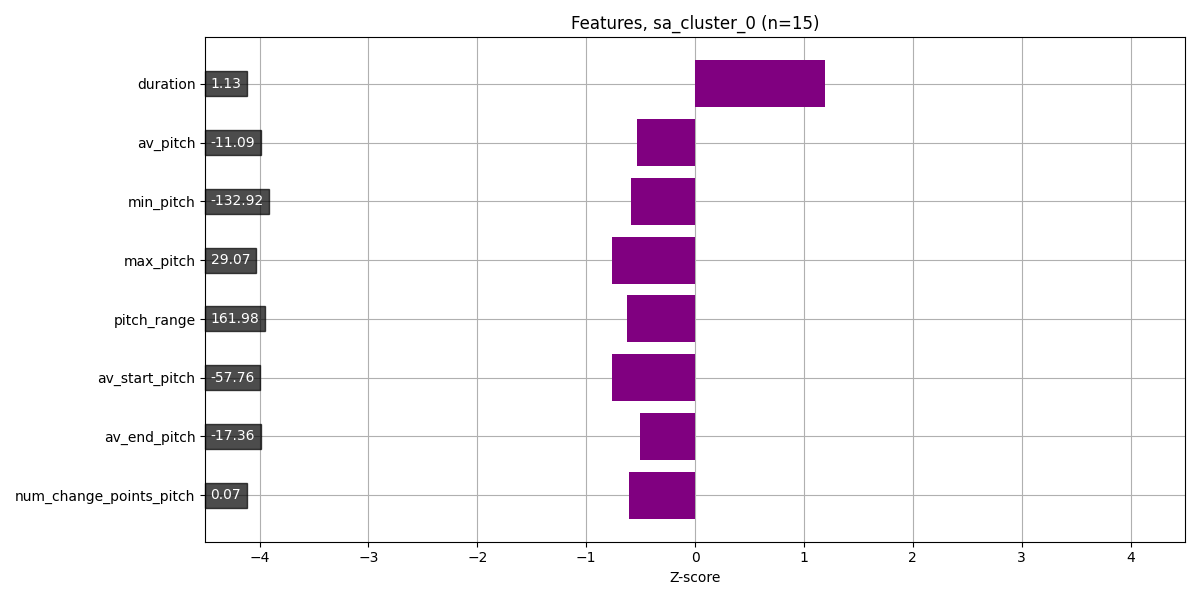 Features, sa_cluster_0 (n=15)
duration 1.13
av_pitch -11.09
min_pitch -132.92
max_pitch 29.07
pitch_range 161.98
av_start_pitch -57.76
av_end_pitch -17.36
num_change_points_pitch 0.07
−4 −3 −2 −1 0 1 2 3 4
Z-score